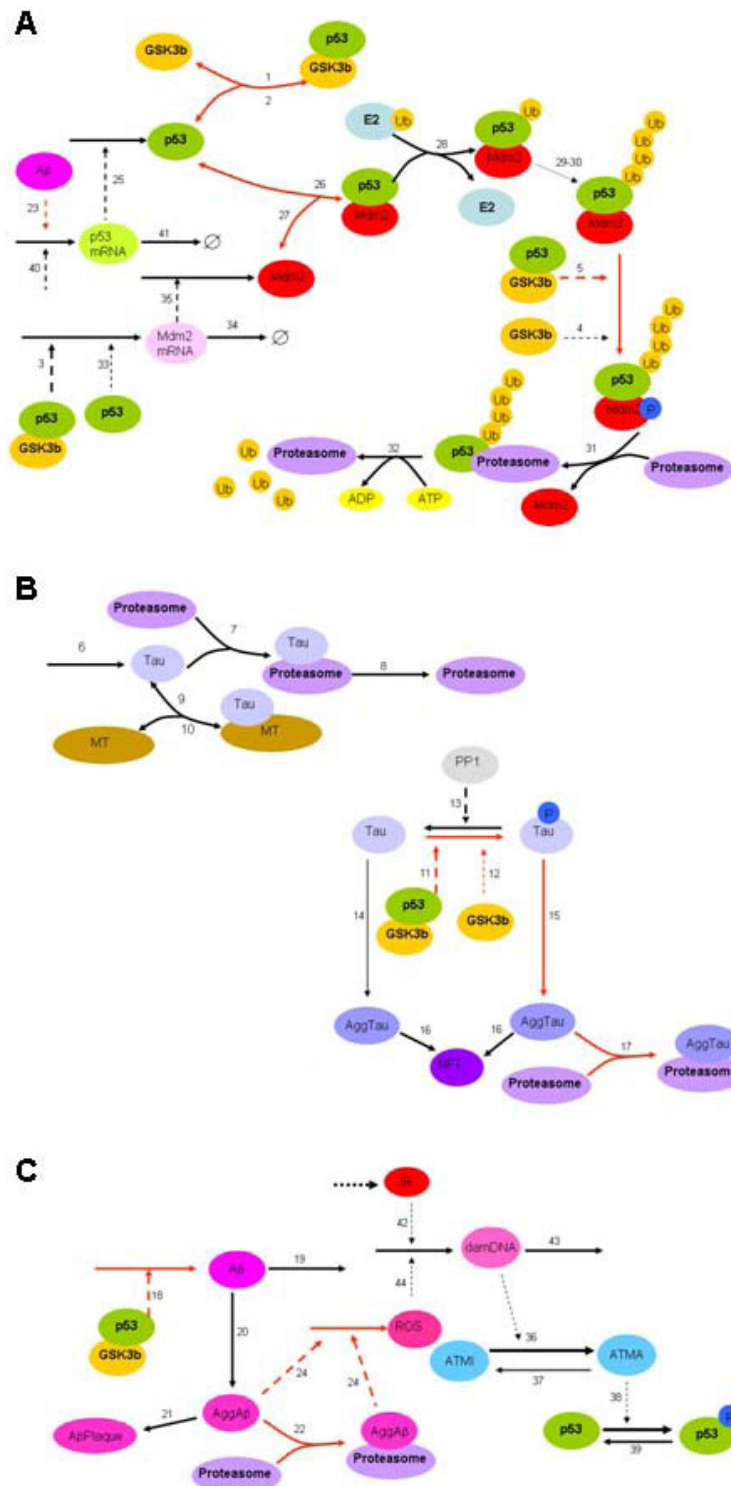 A
p53
GSK3b
GSK3b
1
2
p53
E2
Ub
p53
Ub
Mdm2
28
29-30
Ub
Ub
Ub
Ub
Aβ
25
23
26
p53
Mdm2
E2
p53
Mdm2
27
p53
mRNA
41
40
35
Mdm2
p53
GSK3b
5
Mdm2
mRNA
34
GSK3b
4
3
33
Ub
Ub
Ub
Ub
p53
p53
GSK3b
p53
Mdm2
P
Ub
Ub
Ub
Ub
Ub
Proteasome
32
p53
Proteasome
31
Proteasome
Ub
Ub
Ub
ADP
ATP
Mdm2
B
Proteasome
7
6
Tau
Tau
Proteasome
8
Proteasome
9
10
Tau
MT
MT
PP1
13
P
Tau
Tau
11
12
p53
GSK3b
GSK3b
14
15
AggTau
16
16
AggTau
NFT
17
AggTau
Proteasome
Proteasome
C
IR
42
19
damDNA
43
Aβ
18
44
p53
GSK3b
ROS
36
20
24
ATMI
ATMA
37
24
38
21
AggAβ
22
AggAβ
P
AβPlaque
p53
p53
39
Proteasome
Proteasome